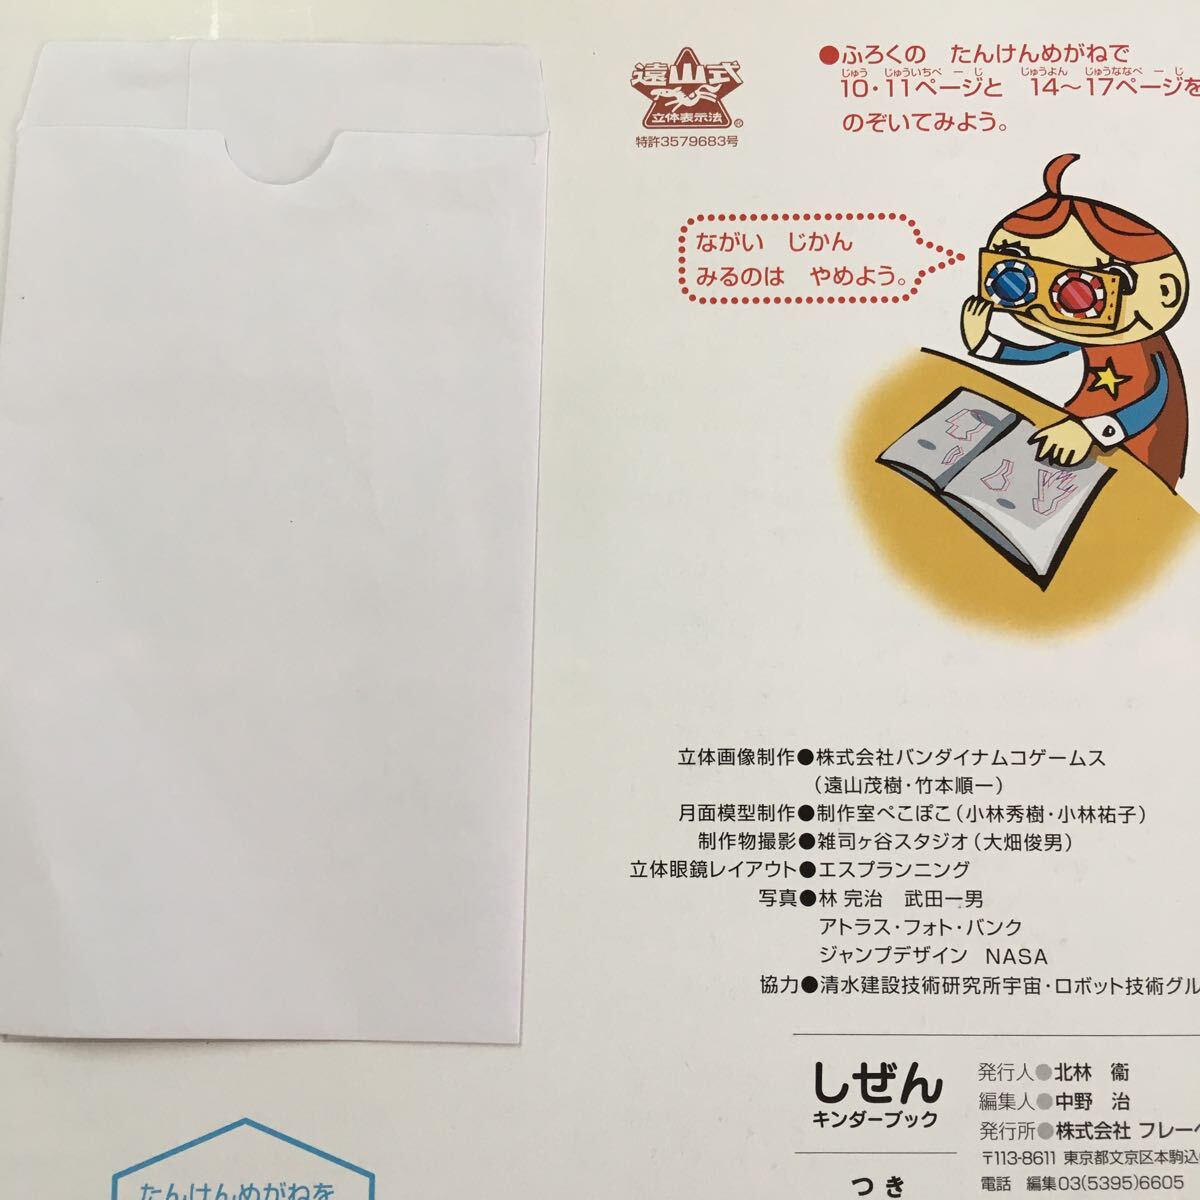 遠山式
立体表示法®
特許3579683号
●ふろくの たんけんめがねで
じゅう じゅういちページ じゅうよん じゅうななページ
10・11ページと 14〜17ページを
のぞいてみよう。
ながい じかん
みるのは やめよう。
立体画像制作●株式会社バンダイナムコゲームス
(遠山茂樹・竹本順一)
月面模型制作●制作室ぺこぽこ(小林秀樹・小林祐子)
制作物撮影●雑司ヶ谷スタジオ(大畑俊男)
立体眼鏡レイアウト●エスプランニング
写真●林 完治 武田一男
アトラス・フォト・バンク
ジャンプデザイン NASA
協力●清水建設技術研究所宇宙・ロボット技術グル
しぜん
キンダーブック
つき
発行人●北林 衞
編集人●中野 治
発行所●株式会社 フレーベ
〒113-8611 東京都文京区本駒込
電話 編集03(5395)6605
たんけんめがねを